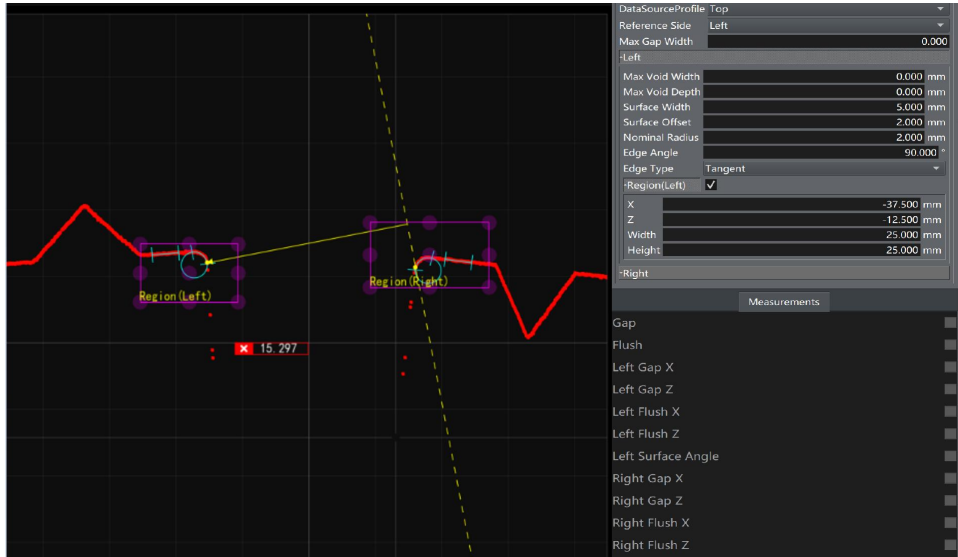 DataSourceProfile Top
Reference Side Left
Max Gap Width 0.000
-Left
Max Void Width 0.000 mm
Max Void Depth 0.000 mm
Surface Width 5.000 mm
Surface Offset 2.000 mm
Nominal Radius 2.000 mm
Edge Angle 90.000 °
Edge Type Tangent
-Region(Left)
X -37.500 mm
Z -12.500 mm
Width 25.000 mm
Height 25.000 mm
-Right
Region(Left)
Region(Right)
15.297
Measurements
Gap
Flush
Left Gap X
Left Gap Z
Left Flush X
Left Flush Z
Left Surface Angle
Right Gap X
Right Gap Z
Right Flush X
Right Flush Z